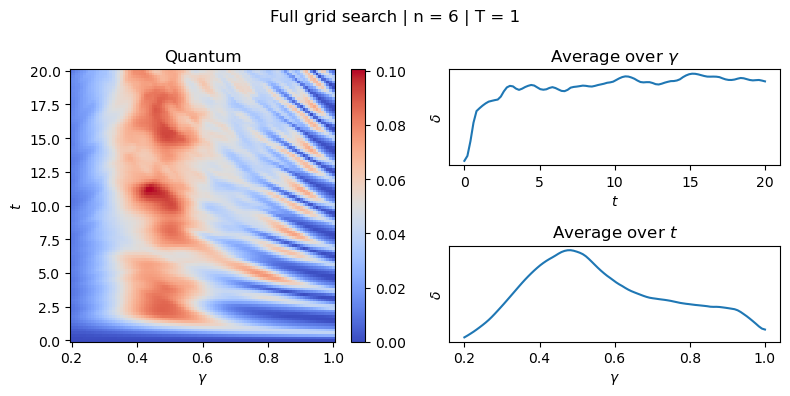 Full grid search | n = 6 | T = 1
Quantum
20.0
17.5
15.0
12.5
10.0
7.5
5.0
2.5
0.0
t
0.2 0.4 0.6 0.8 1.0
γ
0.10
0.08
0.06
0.04
0.02
0.00
Average over γ
δ
0 5 10 15 20
t
Average over t
δ
0.2 0.4 0.6 0.8 1.0
γ